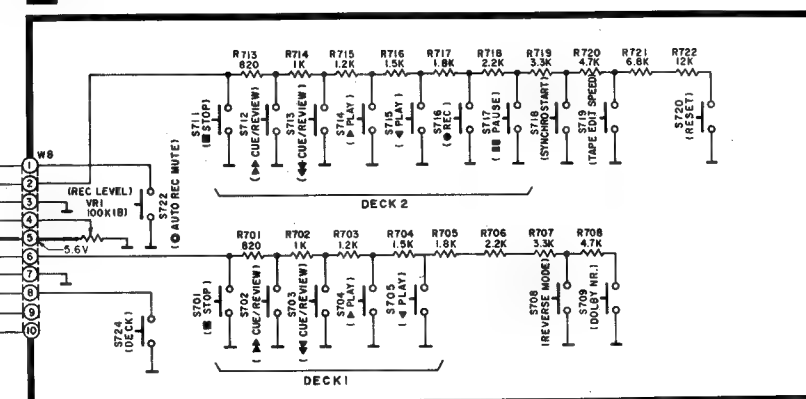 R713 R714 R715 R716 R717 R718 R719 R720 R721 R722
820 1K 1.2K 1.5K 1.8K 2.2K 3.3K 4.7K 6.8K 12K
S711
(■ STOP)
S712
(▶▶ CUE/REVIEW)
S713
(◀◀ CUE/REVIEW)
S714
(▶ PLAY)
S715
(◀ PLAY)
S716
(● REC)
S717
(▮▮ PAUSE)
S718
(SYNCHRO START)
S719
(TAPE EDIT SPEED)
S720
(RESET)
DECK 2
W8
1
2
3
4
5
6
7
8
9
10
(REC LEVEL)
VR1
100K(B)
5.6V
S722
(○ AUTO REC MUTE)
R701 R702 R703 R704 R705 R706 R707 R708
820 1K 1.2K 1.5K 1.8K 2.2K 3.3K 4.7K
S701
(■ STOP)
S702
(▶▶ CUE/REVIEW)
S703
(◀◀ CUE/REVIEW)
S704
(▷ PLAY)
S705
(◁ PLAY)
S708
(REVERSE MODE)
S709
(DOLBY NR.)
S724
(DECK)
DECK 1